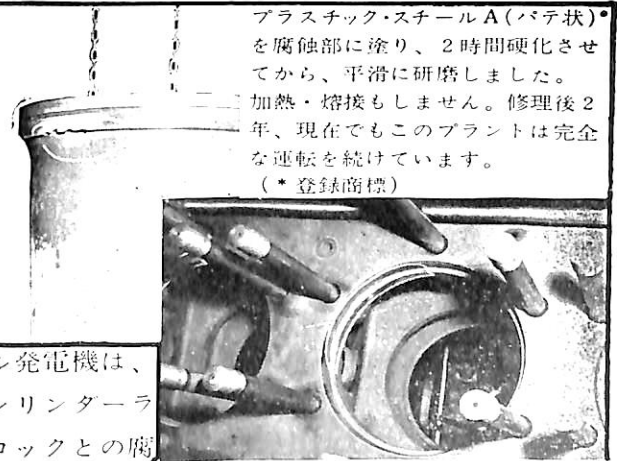 プラスチック・スチールA(パテ状)*
を腐蝕部に塗り、2時間硬化させ
てから、平滑に研磨しました。
加熱・熔接もしません。修理後2
年、現在でもこのプラントは完全
な運転を続けています。
(*登録商標)
ン発電機は、
リンダーラ
ロックとの腐